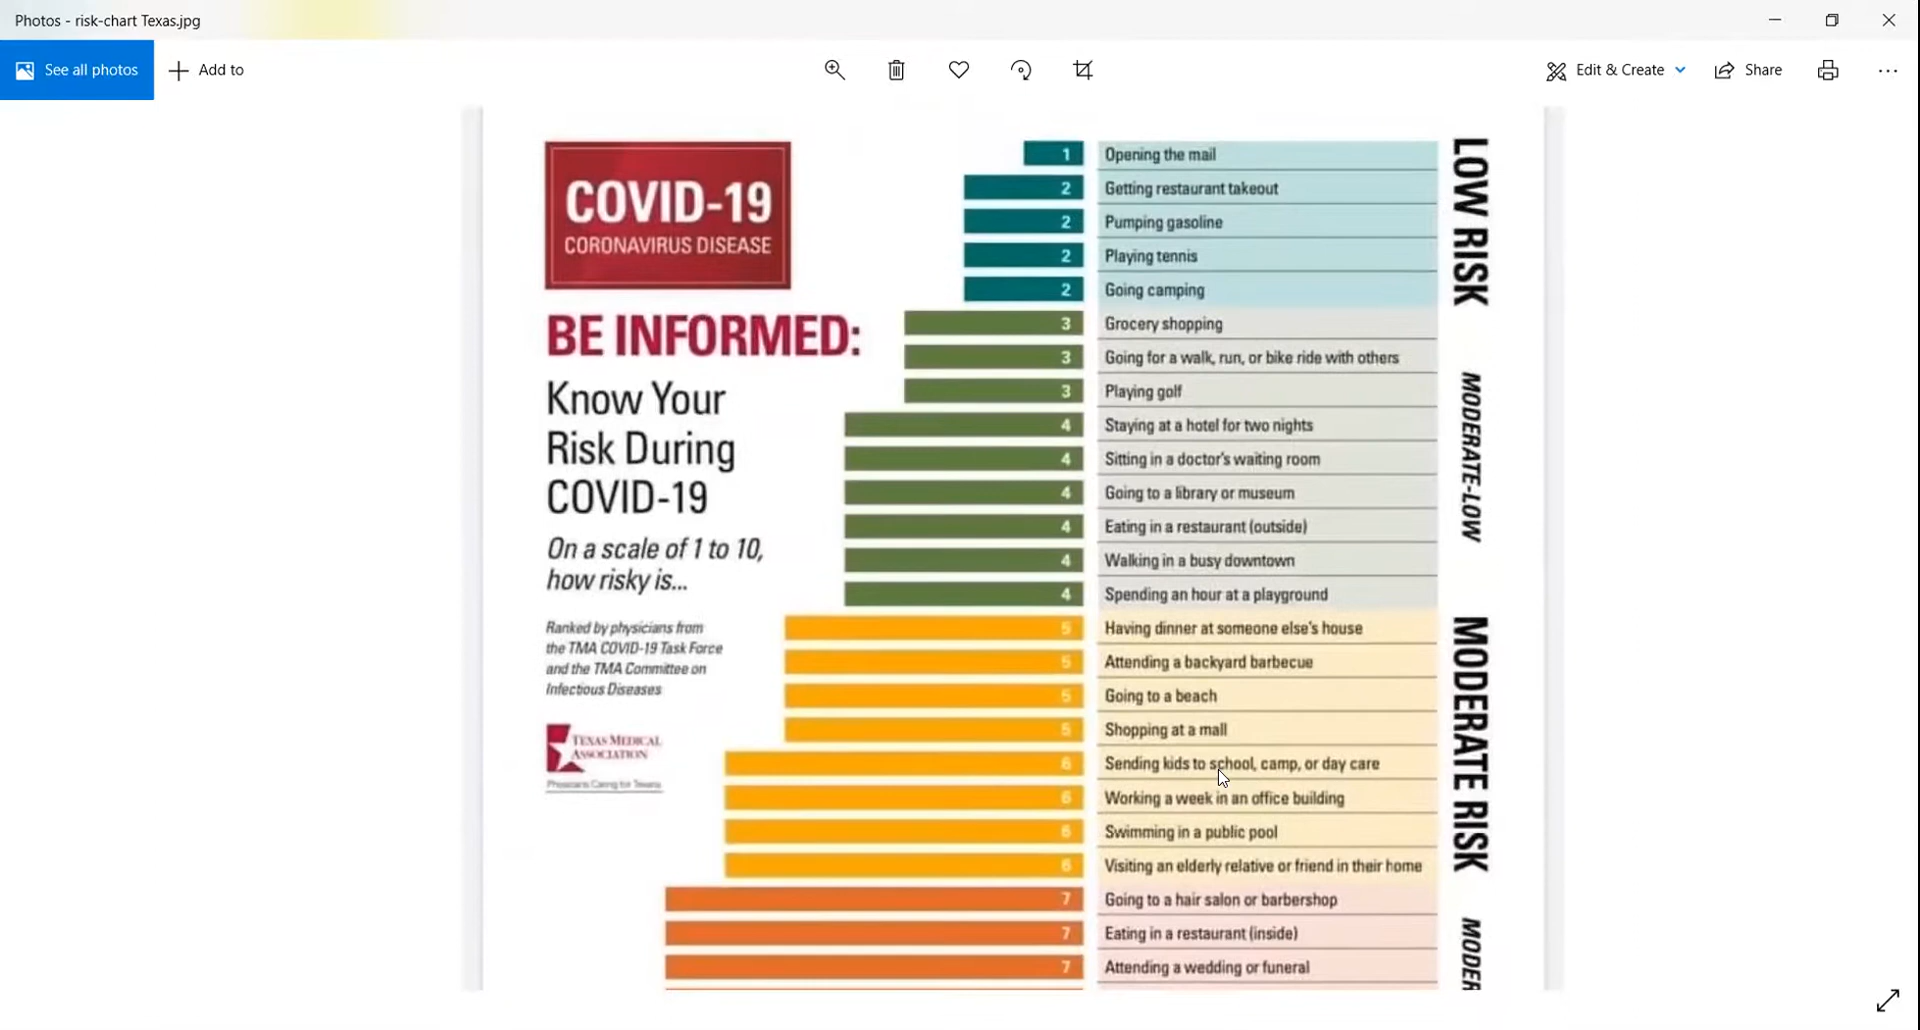 Photos - risk-chart Texas.jpg
See all photos
Add to
Edit & Create
Share
COVID-19
CORONAVIRUS DISEASE
BE INFORMED:
Know Your
Risk During
COVID-19
On a scale of 1 to 10,
how risky is...
Ranked by physicians from
the TMA COVID-19 Task Force
and the TMA Committee on
Infectious Diseases
TEXAS MEDICAL
ASSOCIATION
Physicians Caring for Texans
1 Opening the mail
2 Getting restaurant takeout
2 Pumping gasoline
2 Playing tennis
2 Going camping
3 Grocery shopping
3 Going for a walk, run, or bike ride with others
3 Playing golf
4 Staying at a hotel for two nights
4 Sitting in a doctor's waiting room
4 Going to a library or museum
4 Eating in a restaurant (outside)
4 Walking in a busy downtown
4 Spending an hour at a playground
5 Having dinner at someone else's house
5 Attending a backyard barbecue
5 Going to a beach
5 Shopping at a mall
6 Sending kids to school, camp, or day care
6 Working a week in an office building
6 Swimming in a public pool
6 Visiting an elderly relative or friend in their home
7 Going to a hair salon or barbershop
7 Eating in a restaurant (inside)
7 Attending a wedding or funeral
LOW RISK
MODERATE-LOW
MODERATE RISK
MODER